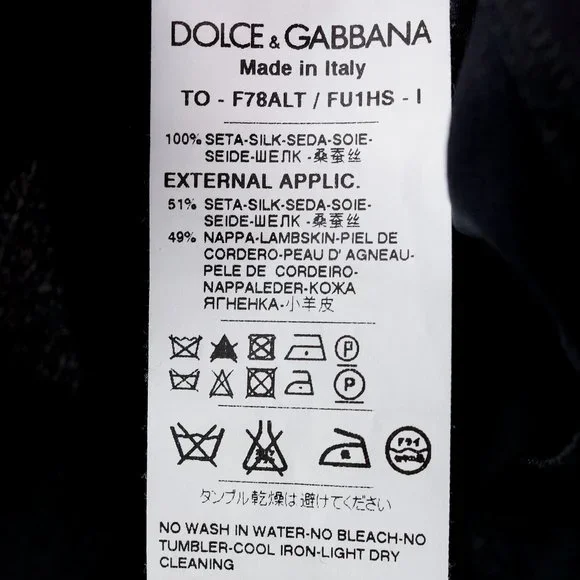 DOLCE & GABBANA
Made in Italy
TO - F78ALT / FU1HS - I
100% SETA-SILK-SEDA-SOIE-
SEIDE-ШЕЛК -桑蚕丝
EXTERNAL APPLIC.
51% SETA-SILK-SEDA-SOIE-
SEIDE-ШЕЛК -桑蚕丝
49% NAPPA-LAMBSKIN-PIEL DE
CORDERO-PEAU D' AGNEAU-
PELE DE CORDEIRO-
NAPPALEDER-КОЖА
ЯГНЕНКА-小羊皮
P
P
ドライ
タンブル乾燥は避けてください
NO WASH IN WATER-NO BLEACH-NO
TUMBLER-COOL IRON-LIGHT DRY
CLEANING